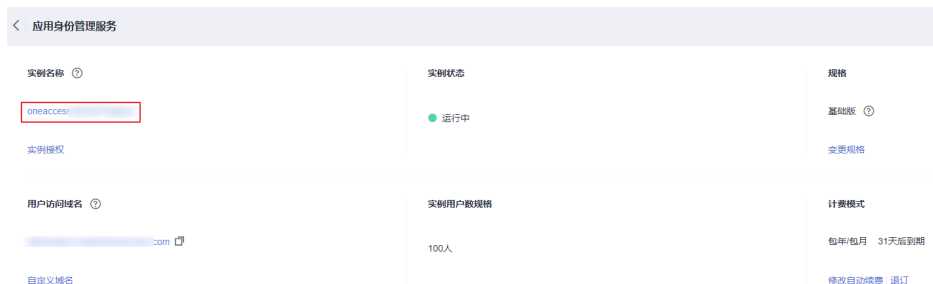 应用身份管理服务
实例名称
实例状态
规格
oneaccess
运行中
基础版
实例授权
变更规格
用户访问域名
实例用户数规格
计费模式
.com
100人
包年/包月 31天后到期
自定义域名
修改自动续费 | 退订